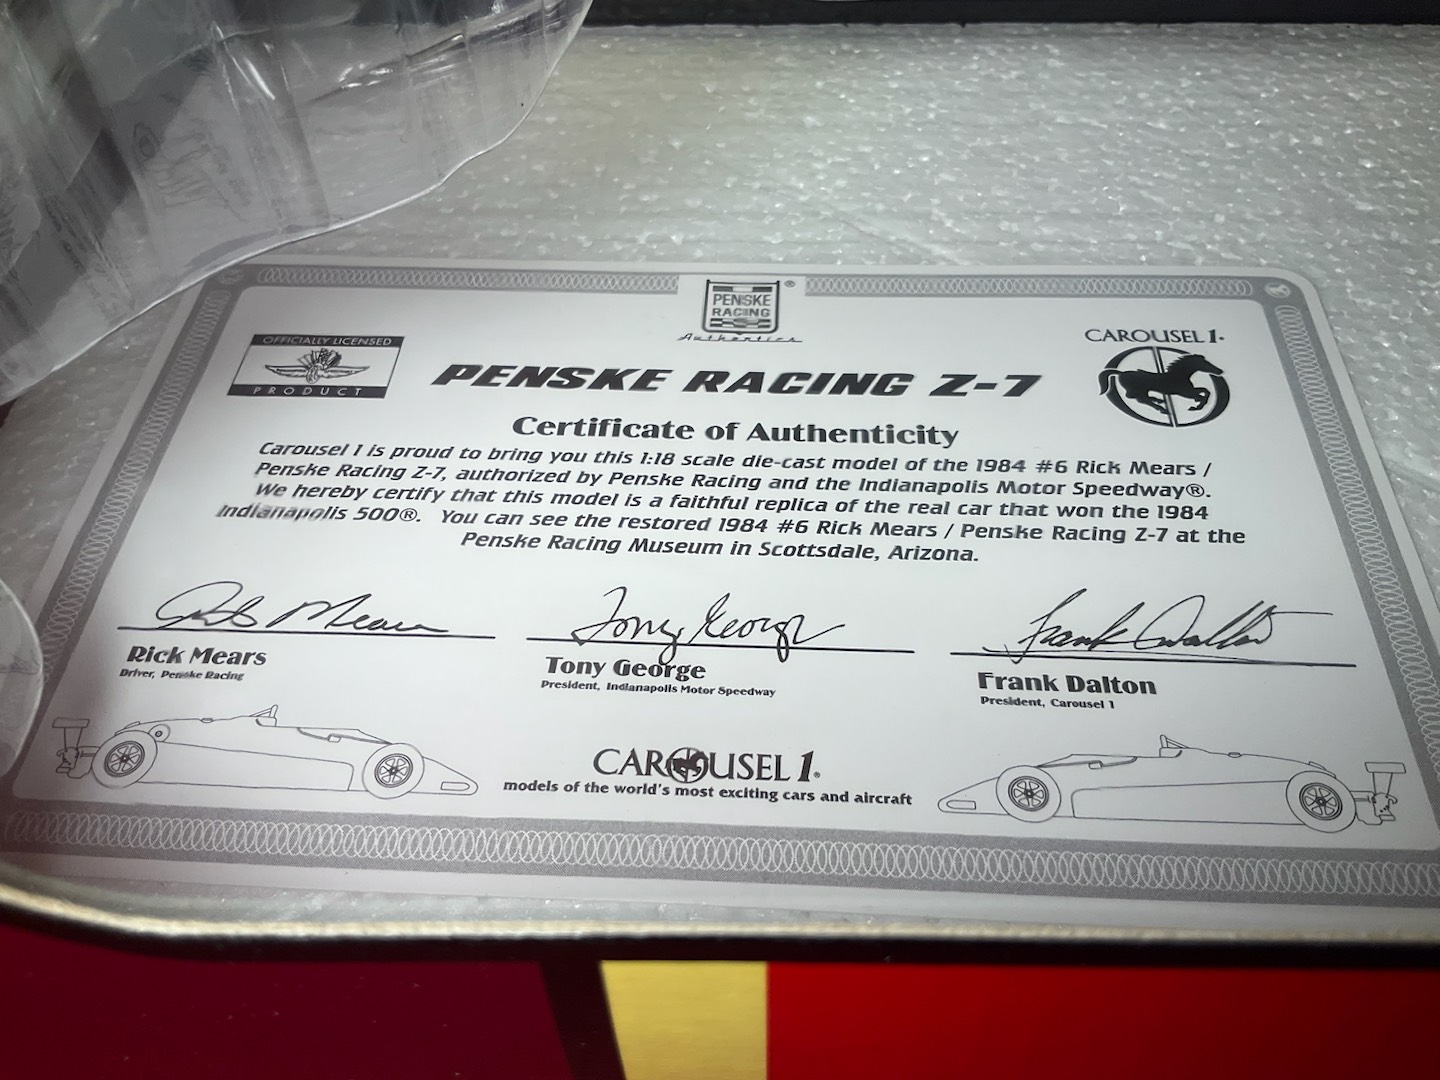 PENSKE
RACING
®
Authentics
OFFICIALLY LICENSED
PRODUCT
CAROUSEL 1.
PENSKE RACING Z-7
Certificate of Authenticity
Carousel 1 is proud to bring you this 1:18 scale die-cast model of the 1984 #6 Rick Mears /
Penske Racing Z-7, authorized by Penske Racing and the Indianapolis Motor Speedway®.
We hereby certify that this model is a faithful replica of the real car that won the 1984
Indianapolis 500®. You can see the restored 1984 #6 Rick Mears / Penske Racing Z-7 at the
Penske Racing Museum in Scottsdale, Arizona.
Rick Mears
Tony George
Frank Dalton
Rick Mears
Driver, Penske Racing
Tony George
President, Indianapolis Motor Speedway
Frank Dalton
President, Carousel 1
CAROUSEL 1.
models of the world's most exciting cars and aircraft